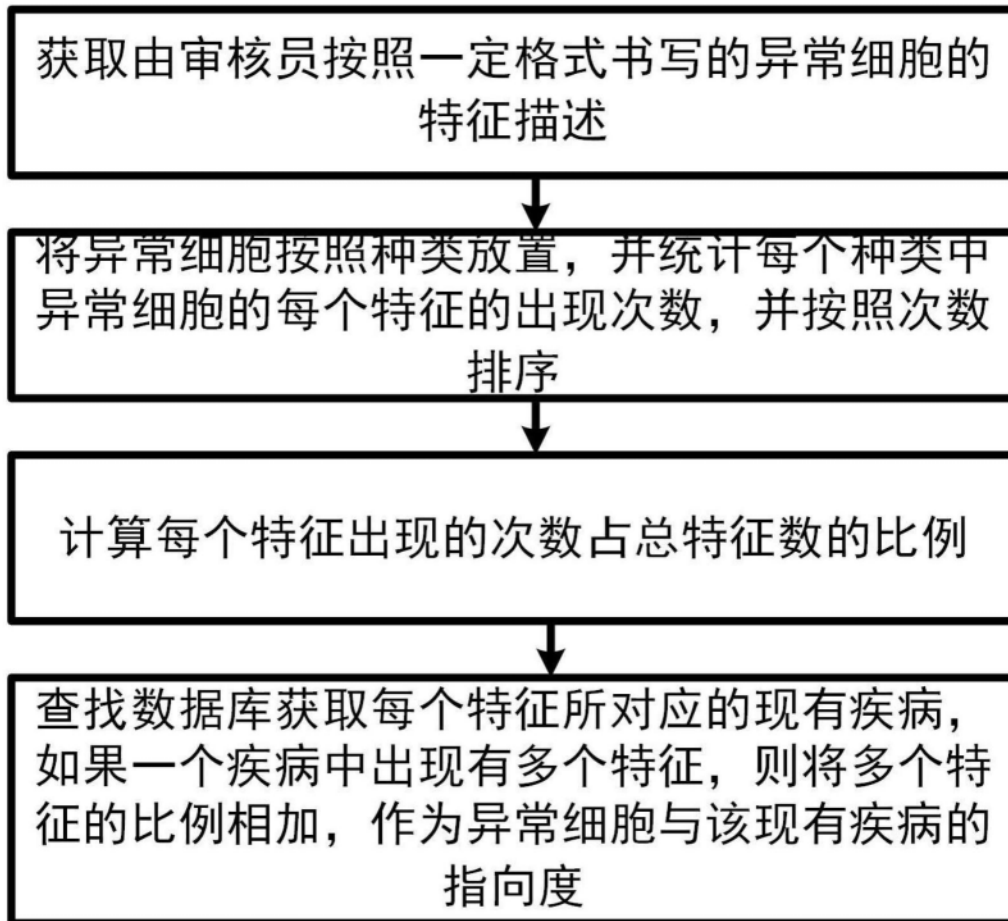 获取由审核员按照一定格式书写的异常细胞的
特征描述
将异常细胞按照种类放置，并统计每个种类中
异常细胞的每个特征的出现次数，并按照次数
排序
计算每个特征出现的次数占总特征数的比例
查找数据库获取每个特征所对应的现有疾病，
如果一个疾病中出现有多个特征，则将多个特
征的比例相加，作为异常细胞与该现有疾病的
指向度